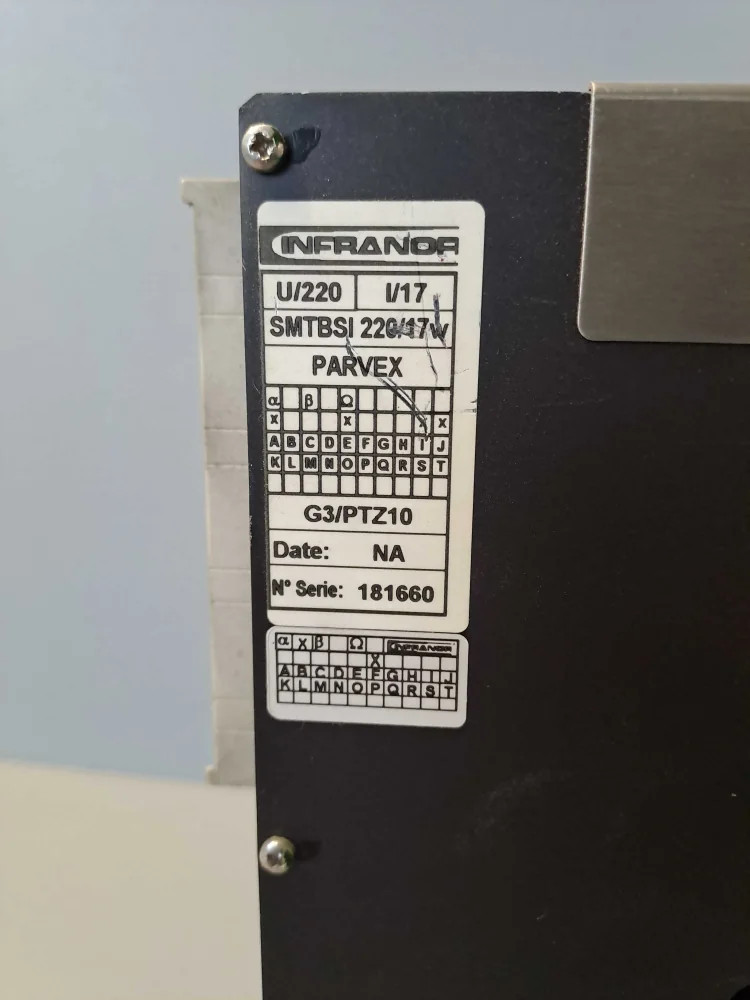 INFRANOR
U/220 I/17
SMTBSI 220/17w
PARVEX
α β Ω
x x x
A B C D E F G H I J
K L M N O P Q R S T
G3/PTZ10
Date: NA
N° Serie: 181660
α X β Ω INFRANOR
X
A B C D E F G H I J
K L M N O P Q R S T